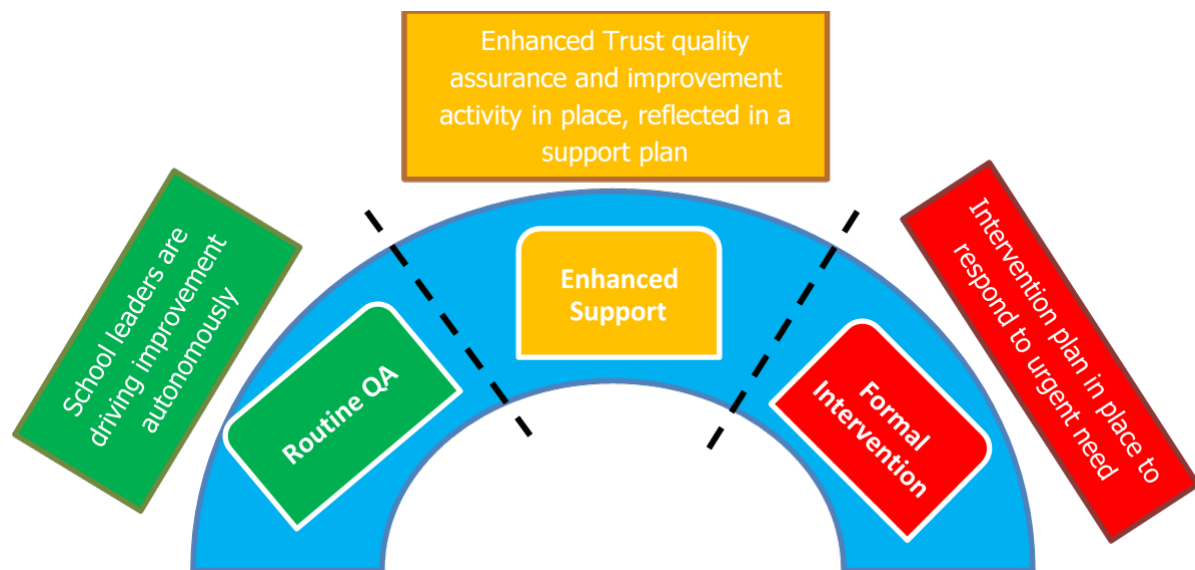 Enhanced Trust quality
assurance and improvement
activity in place, reflected in a
support plan
School leaders are
driving improvement
autonomously
Routine QA
Enhanced
Support
Formal
Intervention
Intervention plan in place to
respond to urgent need